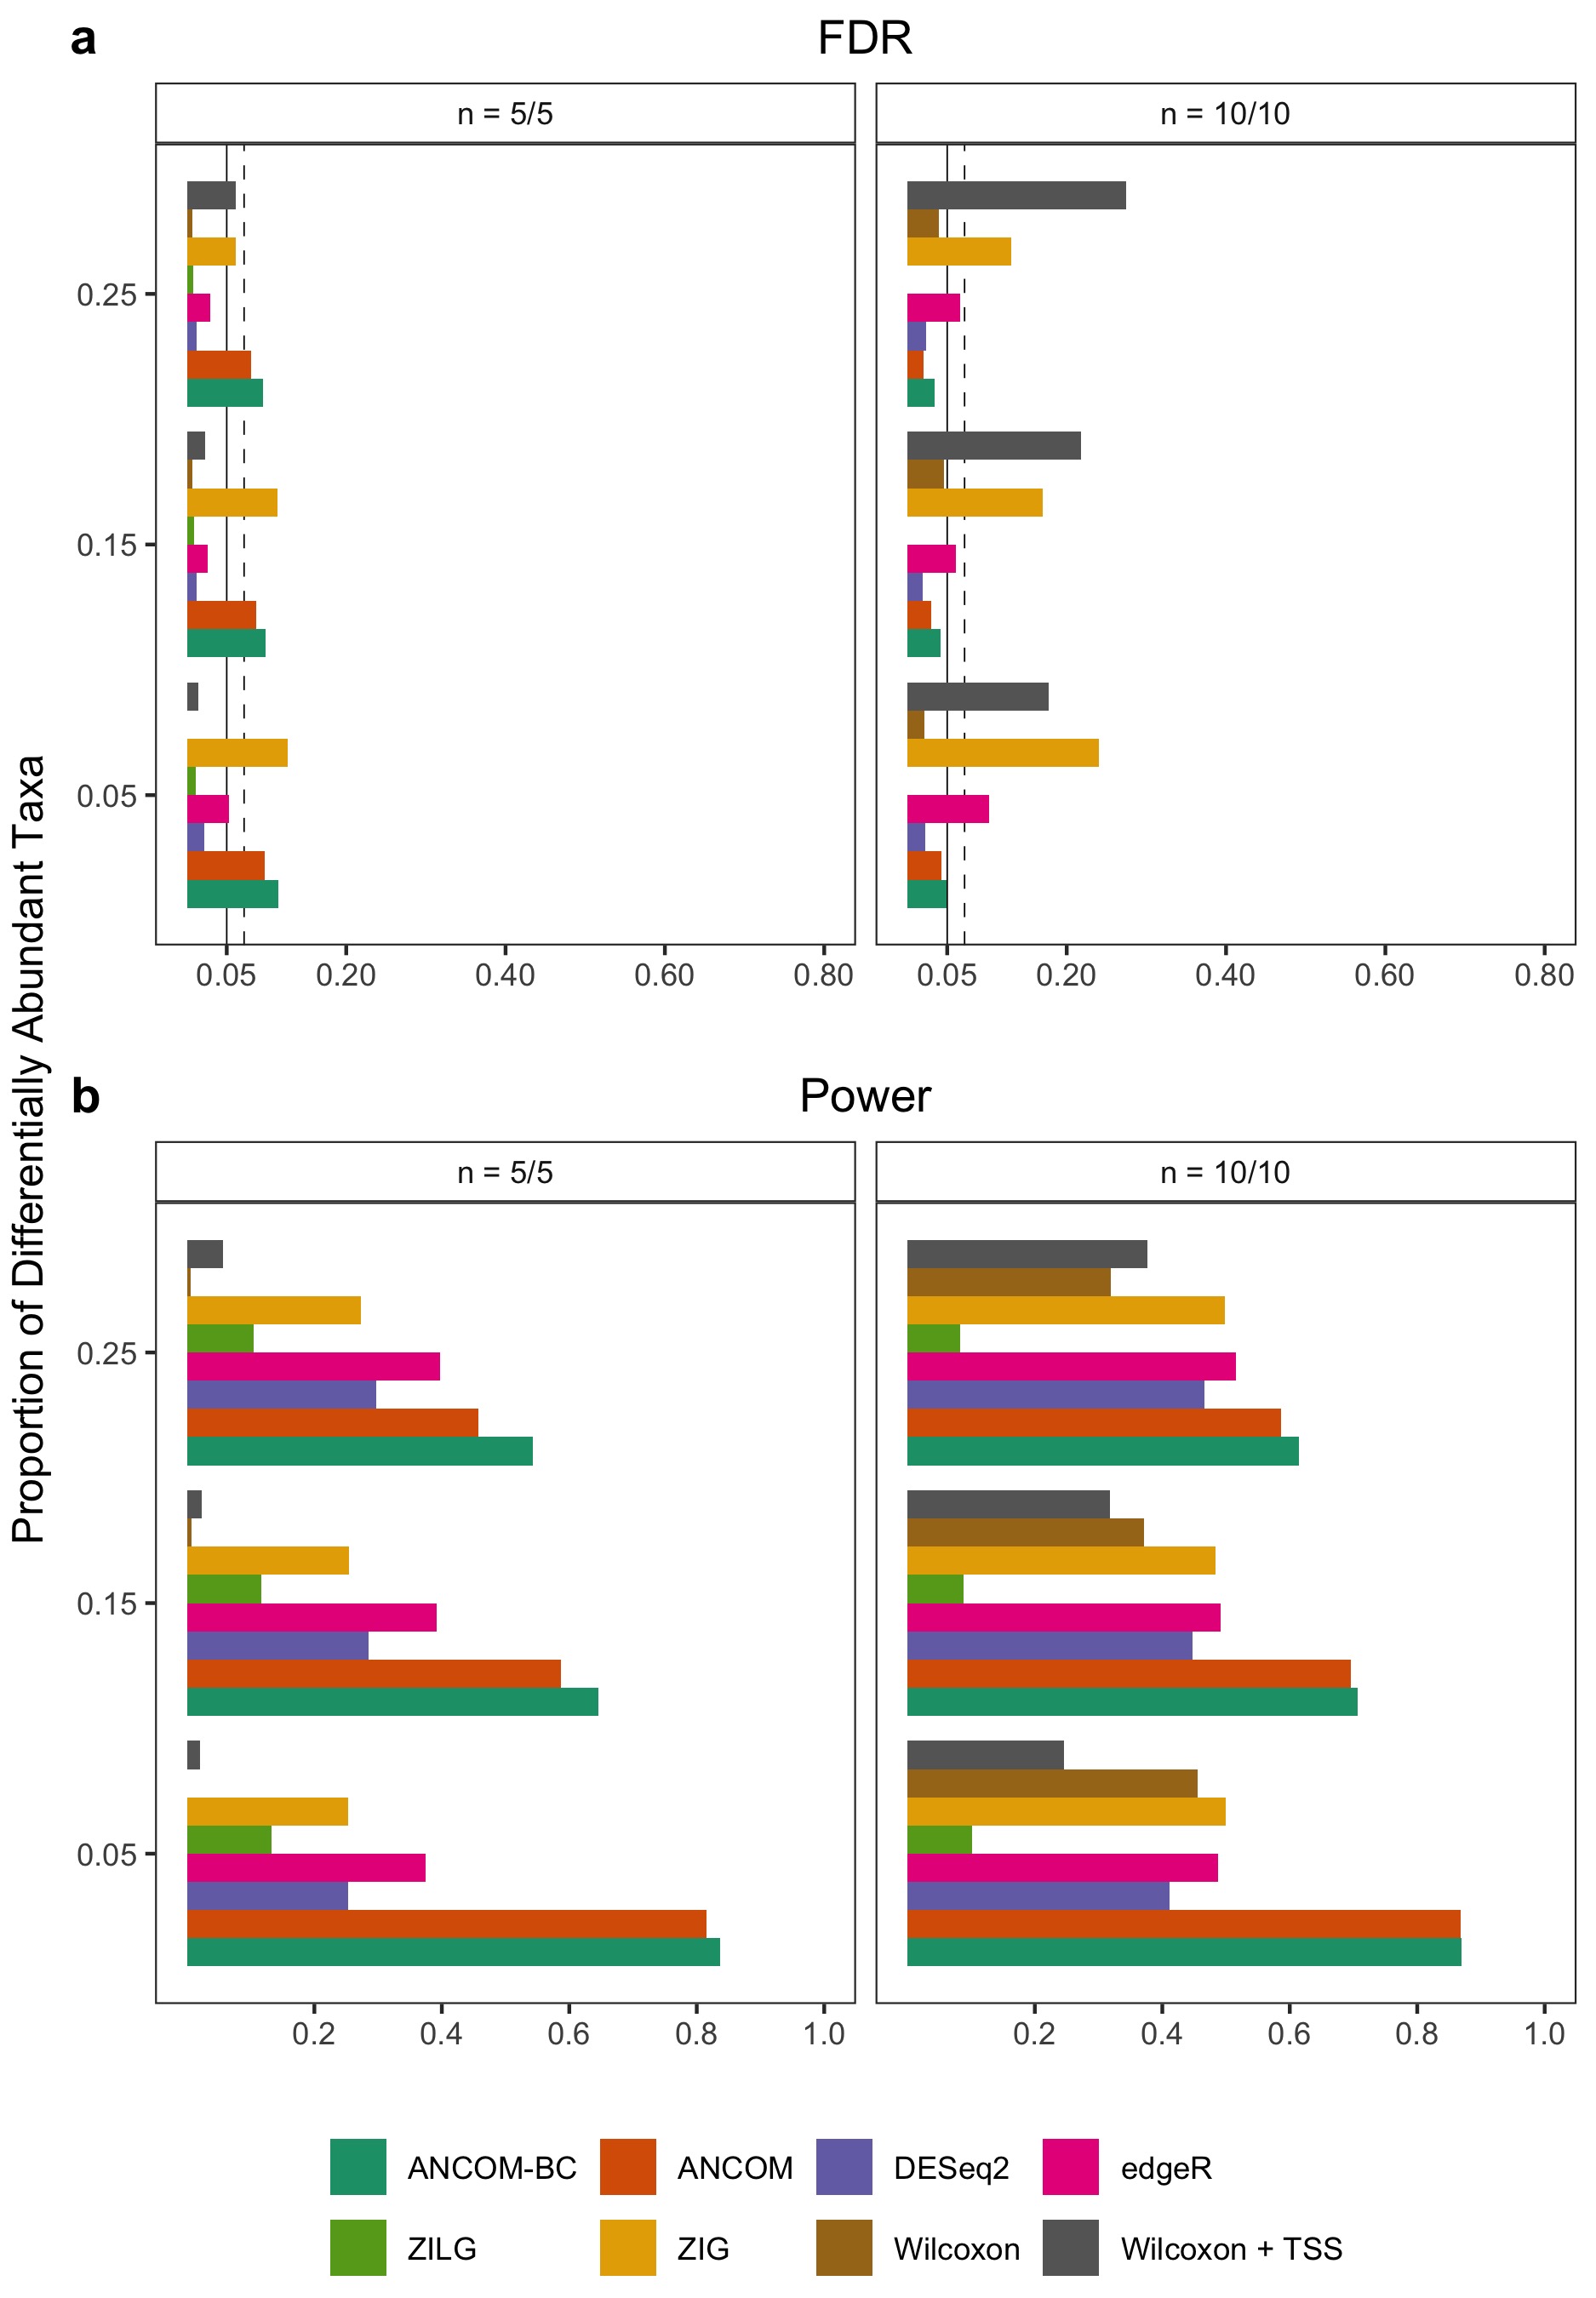 a
FDR
n = 5/5
n = 10/10
0.25
0.15
0.05
0.05 0.20 0.40 0.60 0.80
0.05 0.20 0.40 0.60 0.80
Proportion of Differentially Abundant Taxa
b
Power
n = 5/5
n = 10/10
0.25
0.15
0.05
0.2 0.4 0.6 0.8 1.0
0.2 0.4 0.6 0.8 1.0
ANCOM-BC ANCOM DESeq2 edgeR
ZILG ZIG Wilcoxon Wilcoxon + TSS